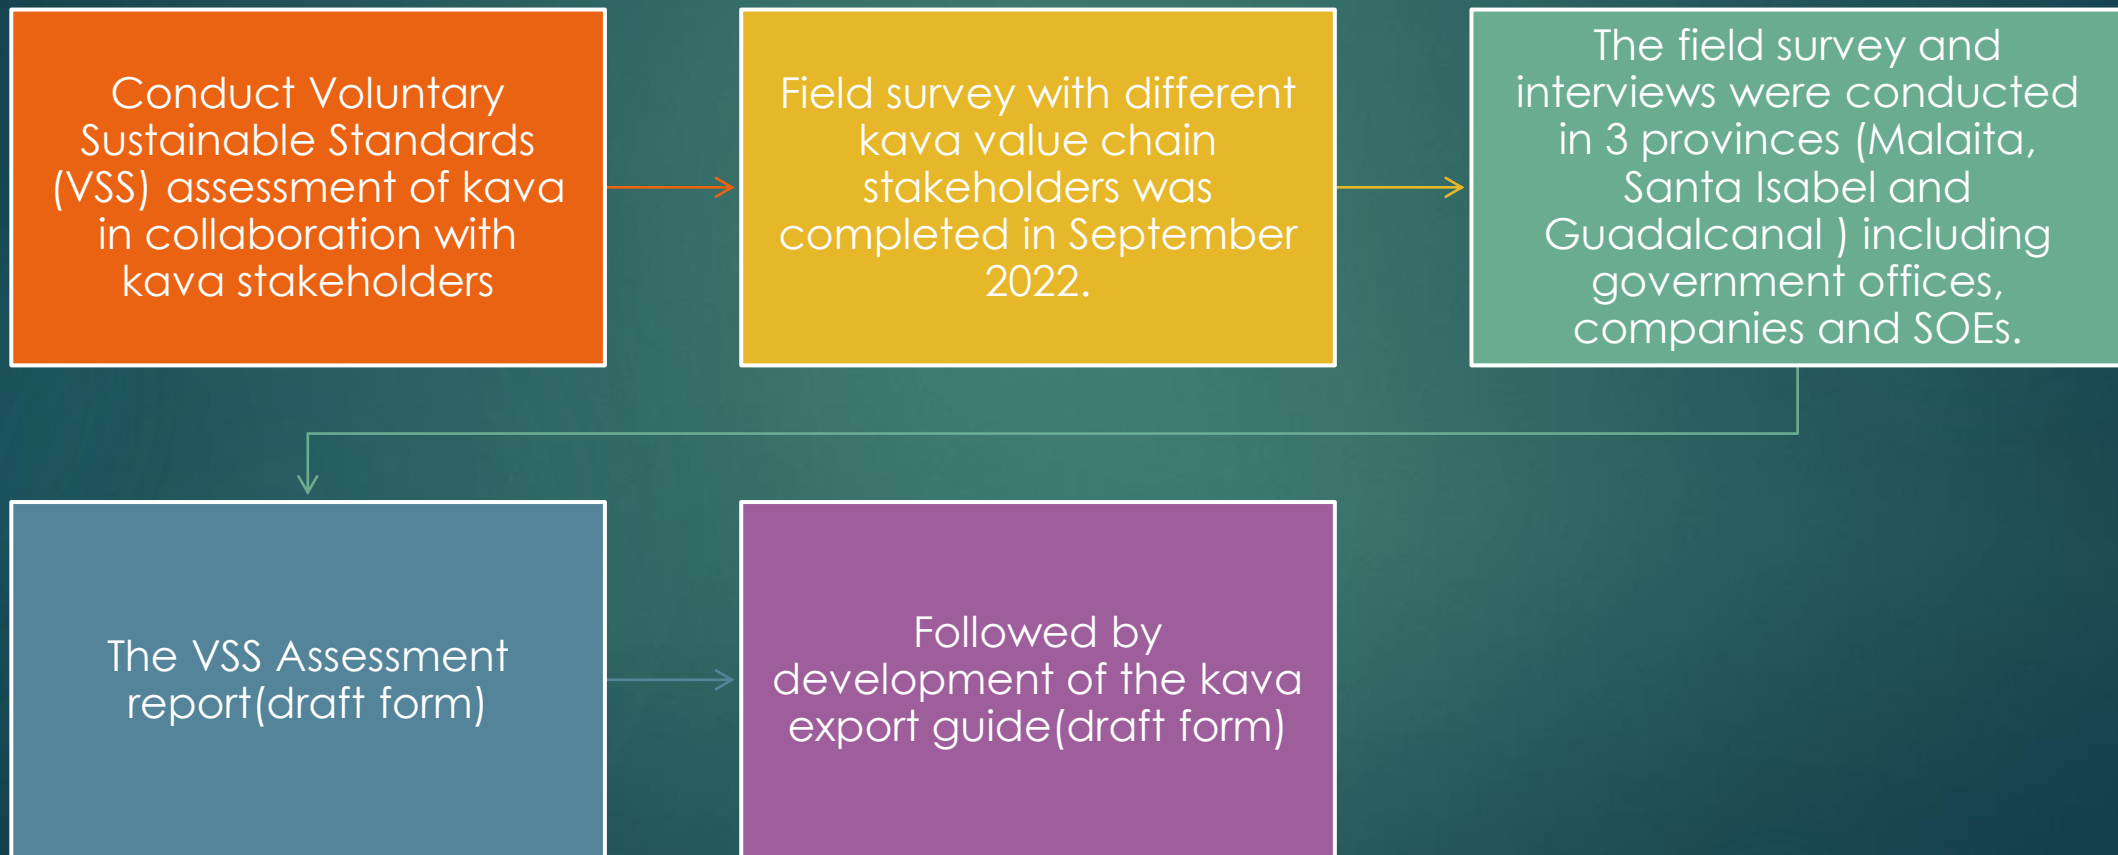 Conduct Voluntary
Sustainable Standards
(VSS) assessment of kava
in collaboration with
kava stakeholders
Field survey with different
kava value chain
stakeholders was
completed in September
2022.
The field survey and
interviews were conducted
in 3 provinces (Malaita,
Santa Isabel and
Guadalcanal ) including
government offices,
companies and SOEs.
The VSS Assessment
report(draft form)
Followed by
development of the kava
export guide(draft form)